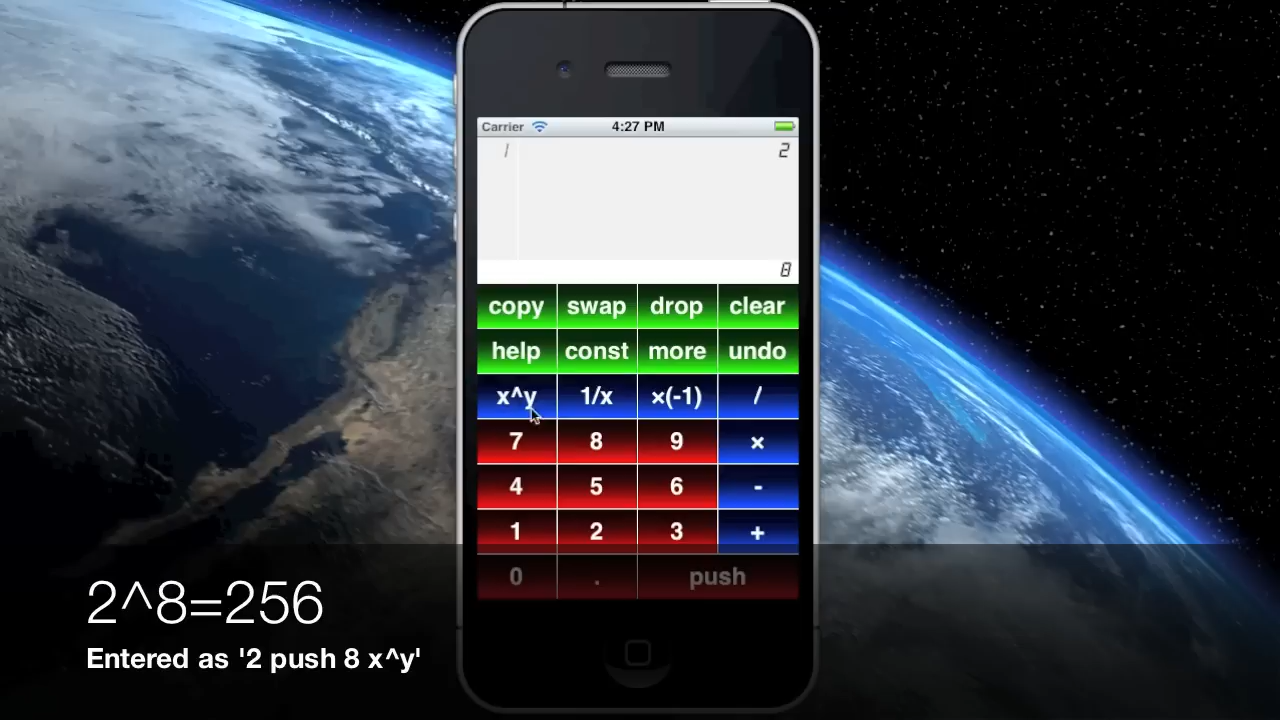 Carrier 4:27 PM
1 2
8
copy swap drop clear
help const more undo
x^y 1/x ×(-1) /
7 8 9 ×
4 5 6 -
1 2 3 +
0 . push
2^8=256
Entered as '2 push 8 x^y'